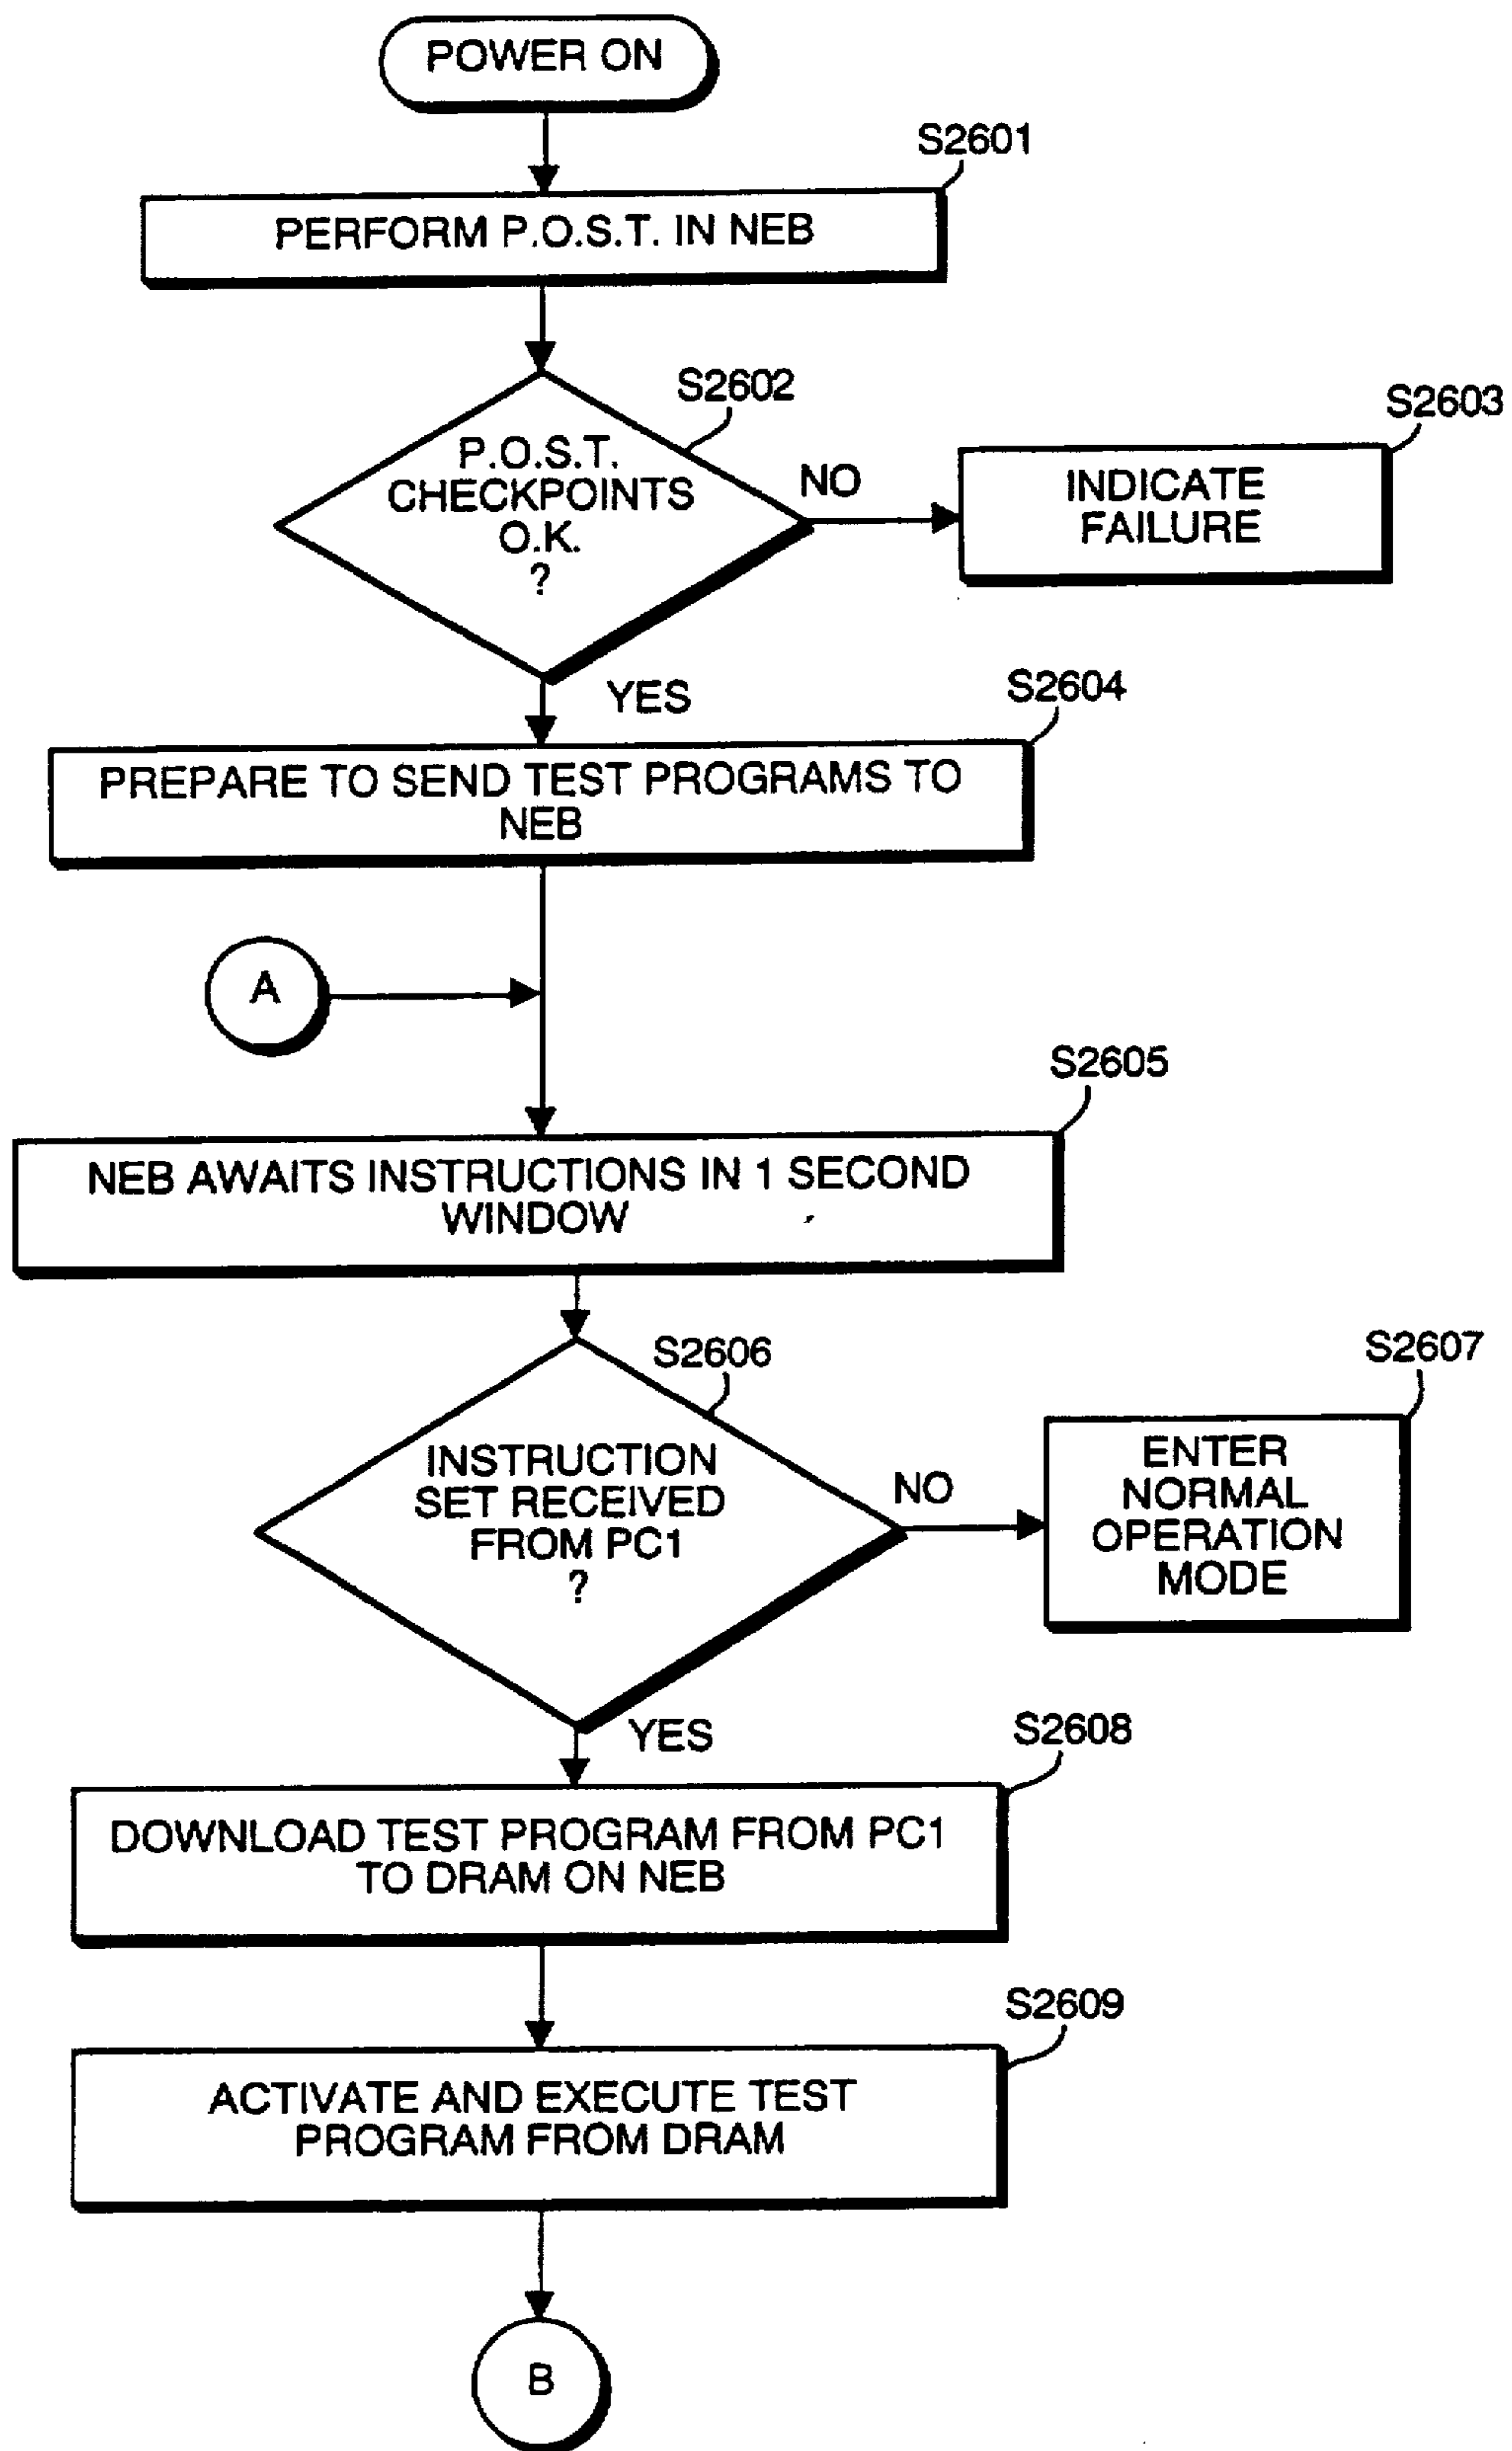 POWER ON
S2601
PERFORM P.O.S.T. IN NEB
S2602
P.O.S.T.
CHECKPOINTS
O.K.
?
NO
S2603
INDICATE
FAILURE
YES
S2604
PREPARE TO SEND TEST PROGRAMS TO
NEB
A
S2605
NEB AWAITS INSTRUCTIONS IN 1 SECOND
WINDOW
S2606
INSTRUCTION
SET RECEIVED
FROM PC1
?
NO
S2607
ENTER
NORMAL
OPERATION
MODE
YES
S2608
DOWNLOAD TEST PROGRAM FROM PC1
TO DRAM ON NEB
S2609
ACTIVATE AND EXECUTE TEST
PROGRAM FROM DRAM
B